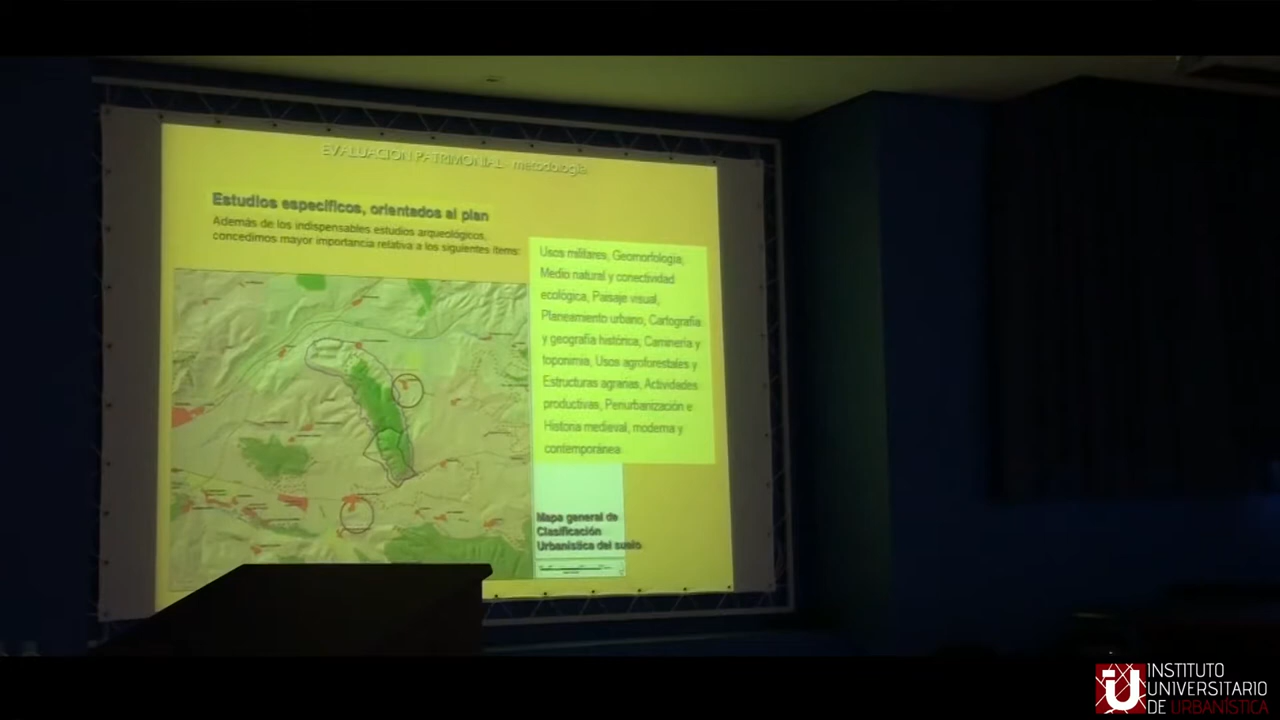 EVALUACIÓN PATRIMONIAL metodología
Estudios específicos, orientados al plan
Además de los indispensables estudios arqueológicos,
concedimos mayor importancia relativa a los siguientes ítems:
Usos militares, Geomorfología,
Medio natural y conectividad
ecológica, Paisaje visual,
Planeamiento urbano, Cartografía
y geografía histórica, Caminería y
toponimia, Usos agroforestales y
Estructuras agrarias, Actividades
productivas, Periurbanización e
Historia medieval, moderna y
contemporánea
Mapa general de
Clasificación
Urbanística del suelo
INSTITUTO
UNIVERSITARIO
DE URBANÍSTICA